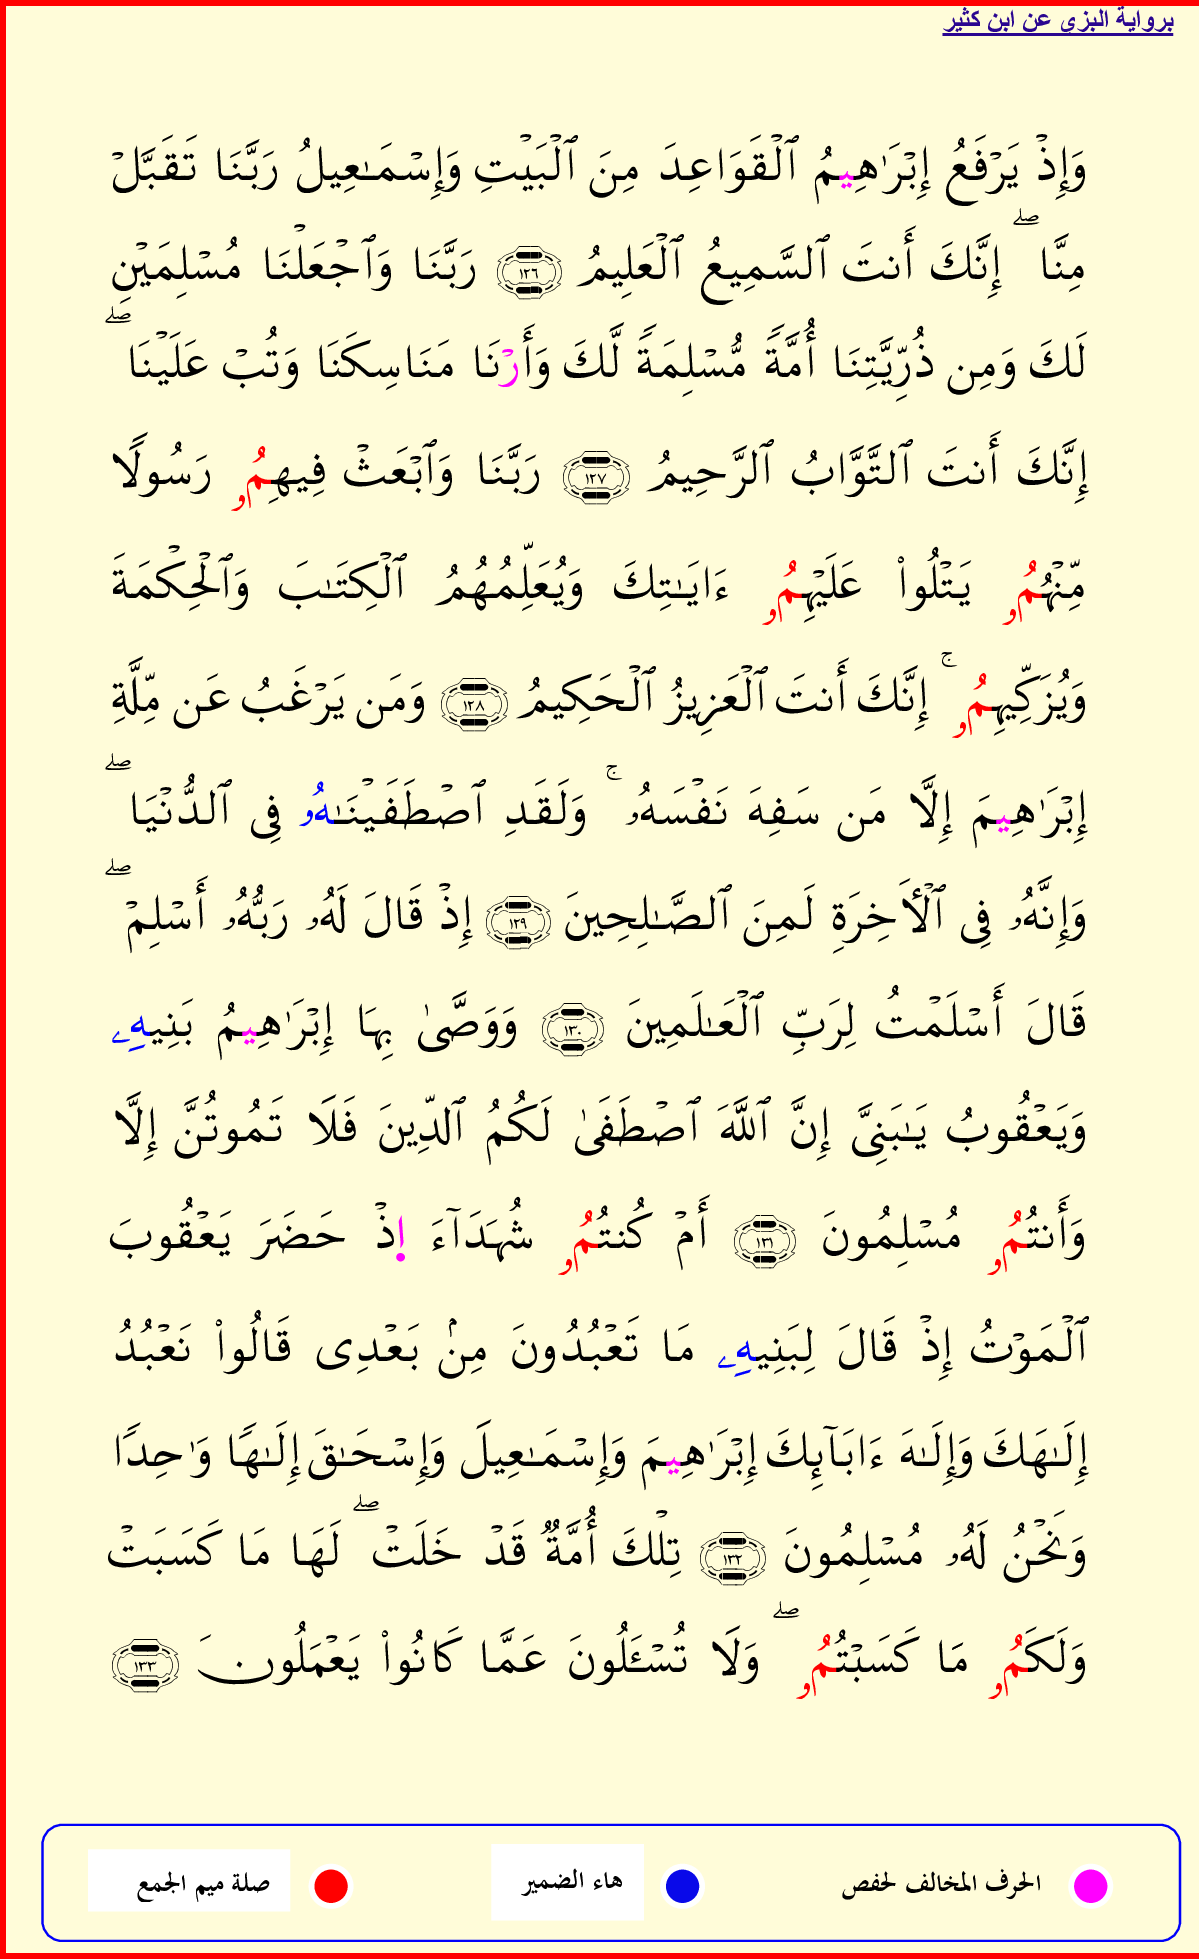 برواية البزى عن ابن كثير
وَإِذْ يَرْفَعُ إِبْرَٰهِيمُ ٱلْقَوَاعِدَ مِنَ ٱلْبَيْتِ وَإِسْمَـٰعِيلُ رَبَّنَا تَقَبَّلْ
مِنَّا ۖ إِنَّكَ أَنتَ ٱلسَّمِيعُ ٱلْعَلِيمُ ١٢٦ رَبَّنَا وَٱجْعَلْنَا مُسْلِمَيْنِ
لَكَ وَمِن ذُرِّيَّتِنَا أُمَّةً مُّسْلِمَةً لَّكَ وَأَرْنَا مَنَاسِكَنَا وَتُبْ عَلَيْنَا ۖ
إِنَّكَ أَنتَ ٱلتَّوَّابُ ٱلرَّحِيمُ ١٢٧ رَبَّنَا وَٱبْعَثْ فِيهِمُۥ رَسُولًا
مِّنْهُمُۥ يَتْلُوا۟ عَلَيْهِمُۥ ءَايَـٰتِكَ وَيُعَلِّمُهُمُ ٱلْكِتَـٰبَ وَٱلْحِكْمَةَ
وَيُزَكِّيهِمُۥ ۚ إِنَّكَ أَنتَ ٱلْعَزِيزُ ٱلْحَكِيمُ ١٢٨ وَمَن يَرْغَبُ عَن مِّلَّةِ
إِبْرَٰهِيمَ إِلَّا مَن سَفِهَ نَفْسَهُۥ ۚ وَلَقَدِ ٱصْطَفَيْنَـٰهُۥ فِى ٱلدُّنْيَا ۖ
وَإِنَّهُۥ فِى ٱلْأَخِرَةِ لَمِنَ ٱلصَّـٰلِحِينَ ١٢٩ إِذْ قَالَ لَهُۥ رَبُّهُۥ أَسْلِمْ ۖ
قَالَ أَسْلَمْتُ لِرَبِّ ٱلْعَـٰلَمِينَ ١٣٠ وَوَصَّىٰ بِهَا إِبْرَٰهِيمُ بَنِيهِۦ
وَيَعْقُوبُ يَـٰبَنِىَّ إِنَّ ٱللَّهَ ٱصْطَفَىٰ لَكُمُ ٱلدِّينَ فَلَا تَمُوتُنَّ إِلَّا
وَأَنتُمُۥ مُسْلِمُونَ ١٣١ أَمْ كُنتُمُۥ شُهَدَآءَ إِذْ حَضَرَ يَعْقُوبَ
ٱلْمَوْتُ إِذْ قَالَ لِبَنِيهِۦ مَا تَعْبُدُونَ مِنۢ بَعْدِى قَالُوا۟ نَعْبُدُ
إِلَـٰهَكَ وَإِلَـٰهَ ءَابَآئِكَ إِبْرَٰهِيمَ وَإِسْمَـٰعِيلَ وَإِسْحَـٰقَ إِلَـٰهًا وَٰحِدًا
وَنَحْنُ لَهُۥ مُسْلِمُونَ ١٣٢ تِلْكَ أُمَّةٌ قَدْ خَلَتْ ۖ لَهَا مَا كَسَبَتْ
وَلَكَمُۥ مَا كَسَبْتُمُۥ ۖ وَلَا تُسْـَٔلُونَ عَمَّا كَانُوا۟ يَعْمَلُونَ ١٣٣
الحرف المخالف لحفص هاء الضمير صلة ميم الجمع